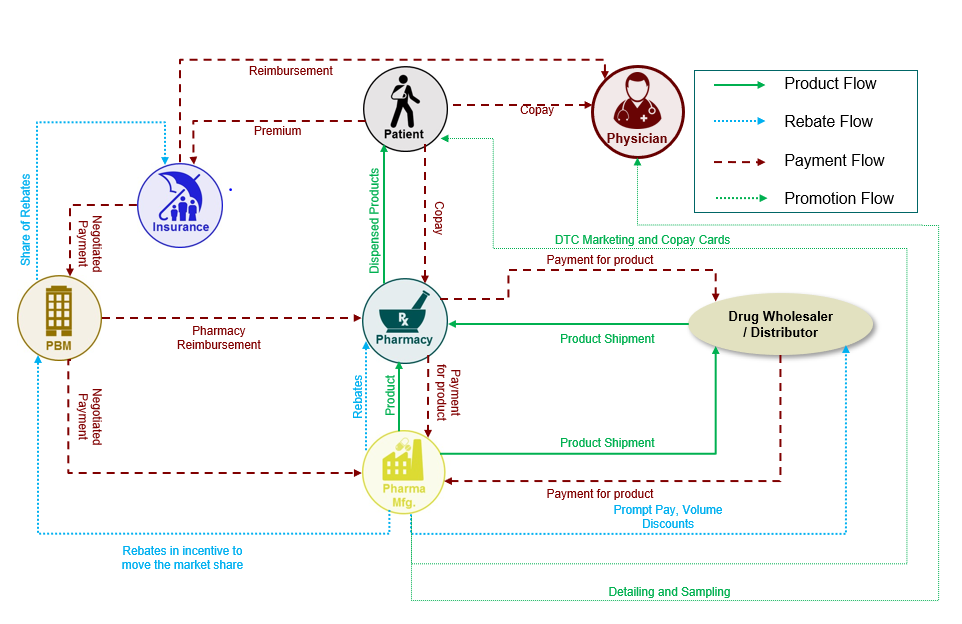 Reimbursement
Product Flow
Copay
Patient
Physician
Rebate Flow
Premium
Payment Flow
Share of Rebates
Dispensed Products
Promotion Flow
Insurance
Negotiated
Payment
Copay
DTC Marketing and Copay Cards
Payment for product
Drug Wholesaler
/ Distributor
Rx
Pharmacy
PBM
Pharmacy
Reimbursement
Product Shipment
Negotiated
Payment
Rebates
Product
Payment
for product
Product Shipment
Pharma
Mfg.
Payment for product
Prompt Pay, Volume
Discounts
Rebates in incentive to
move the market share
Detailing and Sampling